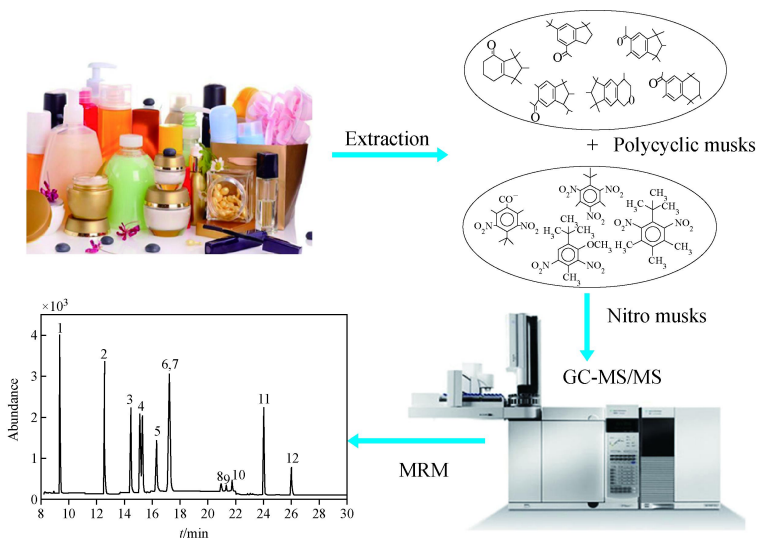 O
O
O
O
O
O
Extraction
+ Polycyclic musks
CO⁻
O₂N
NO₂
O₂N
NO₂
NO₂
CH₃
H₃C
CH₃
OCH₃
O₂N
NO₂
CH₃
CH₃
H₃C
CH₃
O₂N
NO₂
H₃C
CH₃
CH₃
Nitro musks
GC-MS/MS
MRM
×10³
Abundance
4
3
2
1
0
1
2
3
4
5
6,7
8
9
10
11
12
8 10 12 14 16 18 20 22 24 26 28 30
t/min